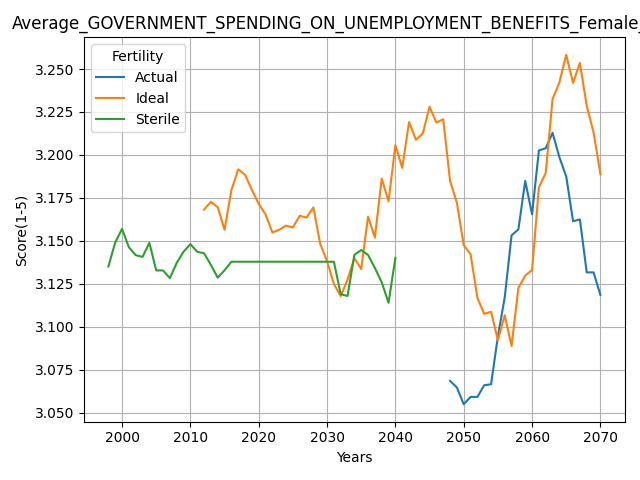 Average_GOVERNMENT_SPENDING_ON_UNEMPLOYMENT_BENEFITS_Female_
Fertility
Actual
Ideal
Sterile
Score(1-5)
3.250
3.225
3.200
3.175
3.150
3.125
3.100
3.075
3.050
2000 2010 2020 2030 2040 2050 2060 2070
Years